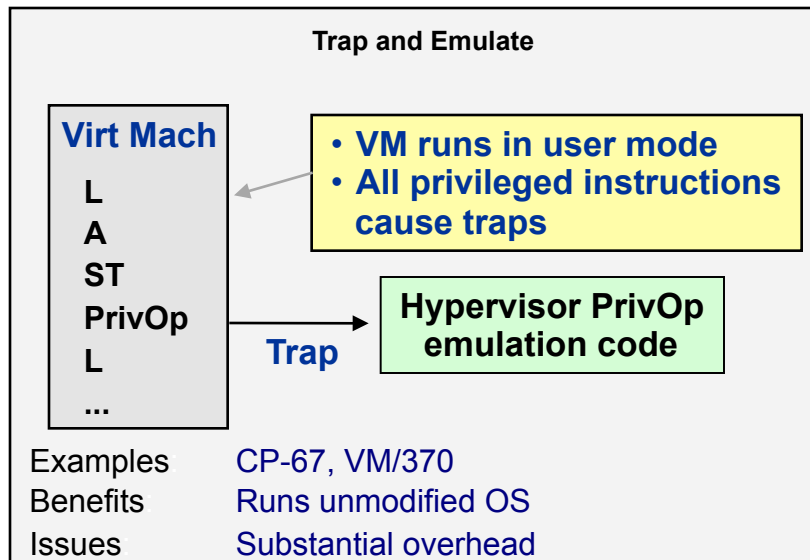 Trap and Emulate
Virt Mach
L
A
ST
PrivOp
L
...
• VM runs in user mode
• All privileged instructions
cause traps
Trap
Hypervisor PrivOp
emulation code
Examples: CP-67, VM/370
Benefits: Runs unmodified OS
Issues: Substantial overhead